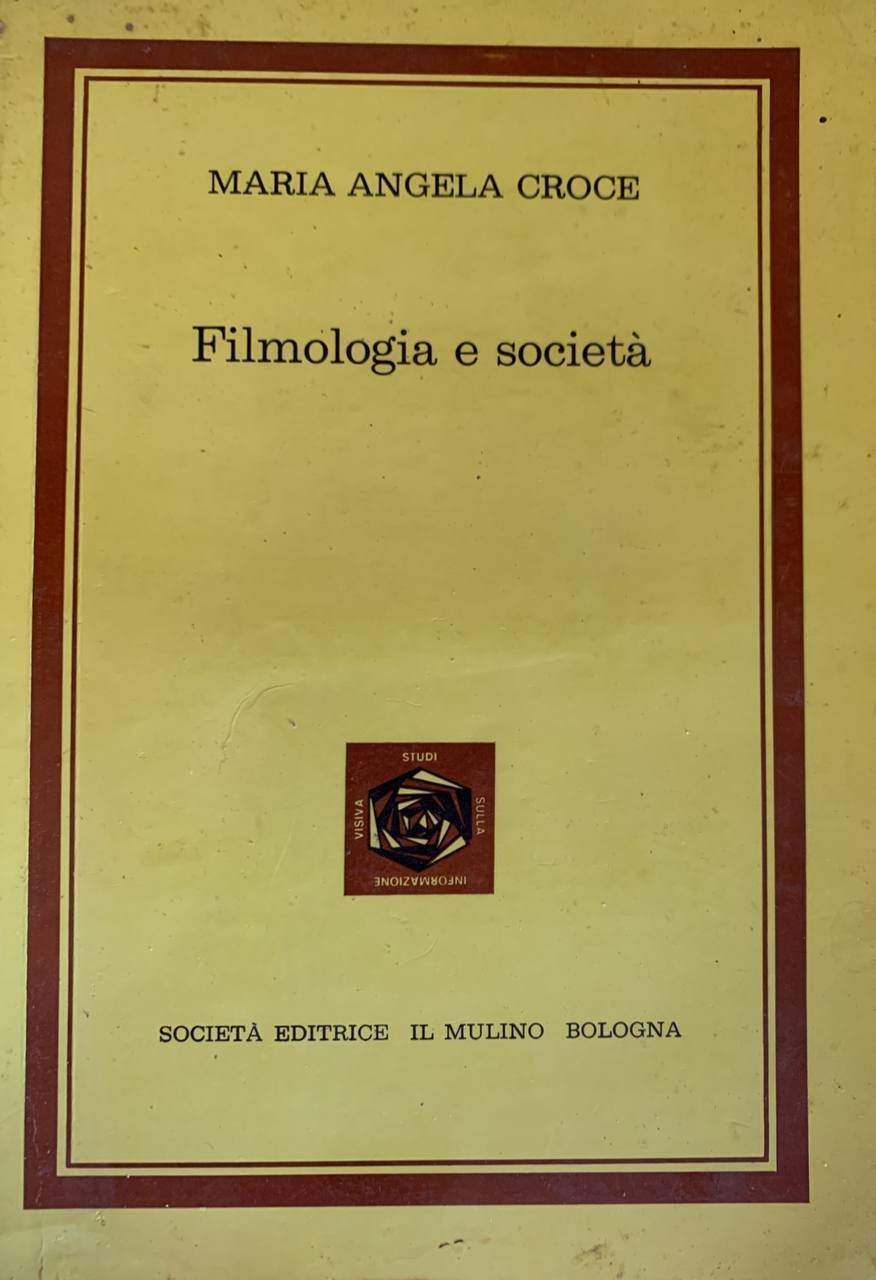 MARIA ANGELA CROCE
Filmologia e società
STUDI
SULLA
INFORMAZIONE
VISIVA
SOCIETÀ EDITRICE IL MULINO BOLOGNA